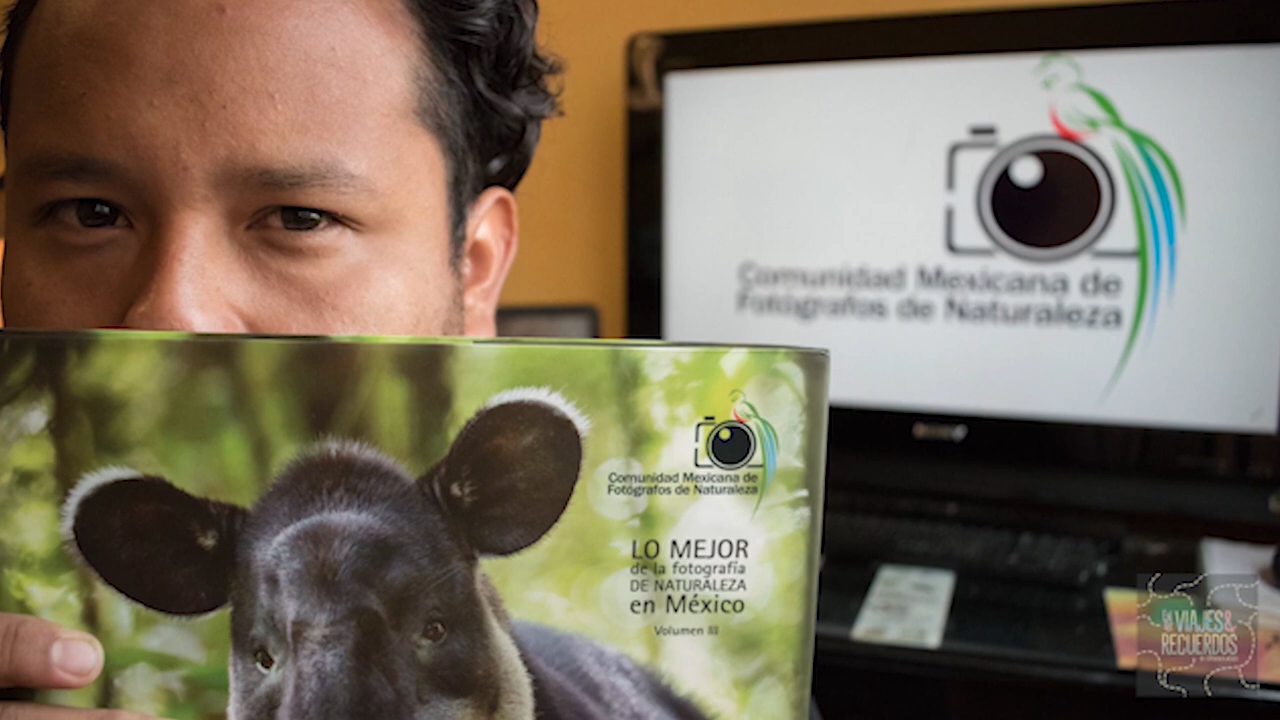 Comunidad Mexicana de
Fotógrafos de Naturaleza
Comunidad Mexicana de
Fotógrafos de Naturaleza
LO MEJOR
de la fotografía
DE NATURALEZA
en México
Volumen III
VIAJES &
RECUERDOS